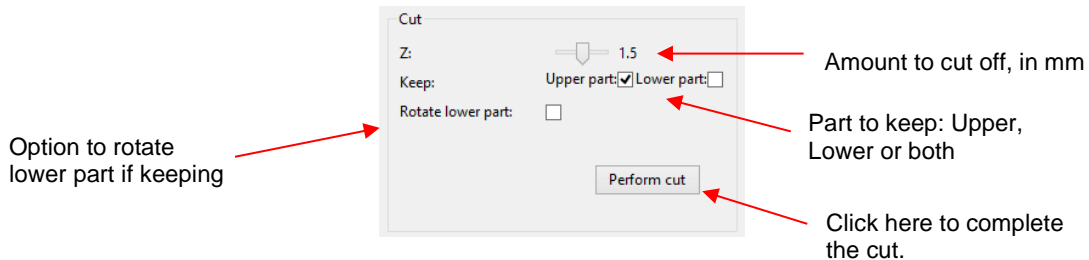 Cut
Z: 1.5
Amount to cut off, in mm
Keep: Upper part: Lower part:
Rotate lower part:
Part to keep: Upper,
Lower or both
Option to rotate
lower part if keeping
Perform cut
Click here to complete
the cut.